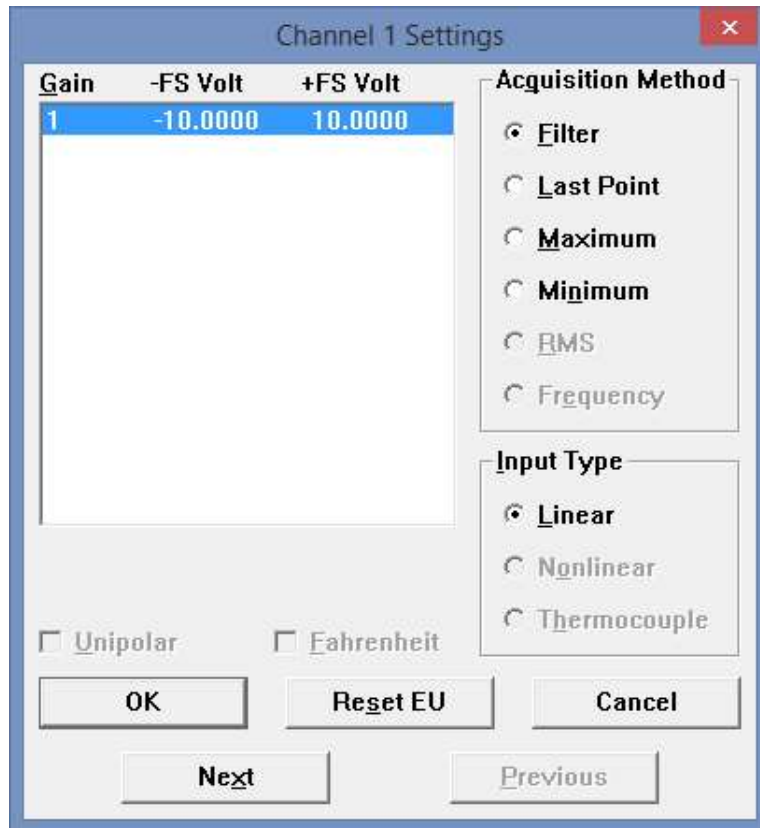 Channel 1 Settings
Gain -FS Volt +FS Volt
1 -10.0000 10.0000
Acquisition Method
Filter
Last Point
Maximum
Minimum
RMS
Frequency
Input Type
Linear
Nonlinear
Thermocouple
Unipolar Fahrenheit
OK Reset EU Cancel
Next Previous